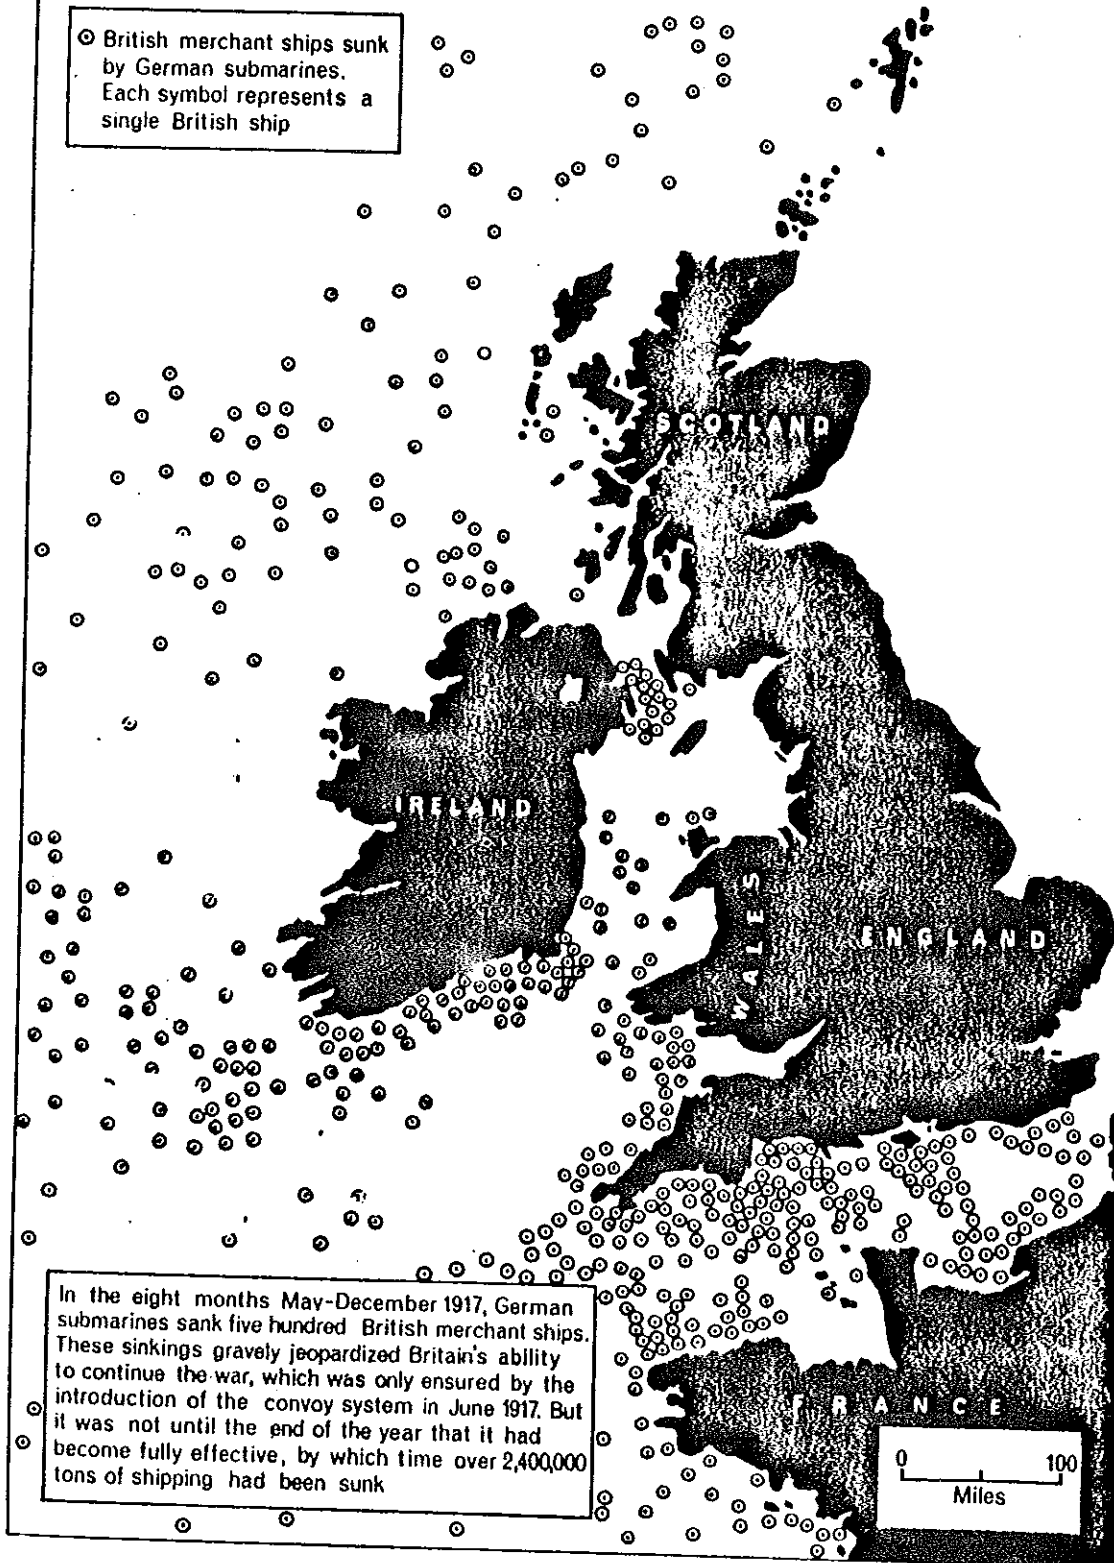 British merchant ships sunk
by German submarines.
Each symbol represents a
single British ship
SCOTLAND
IRELAND
WALES
ENGLAND
In the eight months May-December 1917, German
submarines sank five hundred British merchant ships.
These sinkings gravely jeopardized Britain's ability
to continue the war, which was only ensured by the
introduction of the convoy system in June 1917. But
it was not until the end of the year that it had
become fully effective, by which time over 2,400,000
tons of shipping had been sunk
FRANCE
0 100
Miles